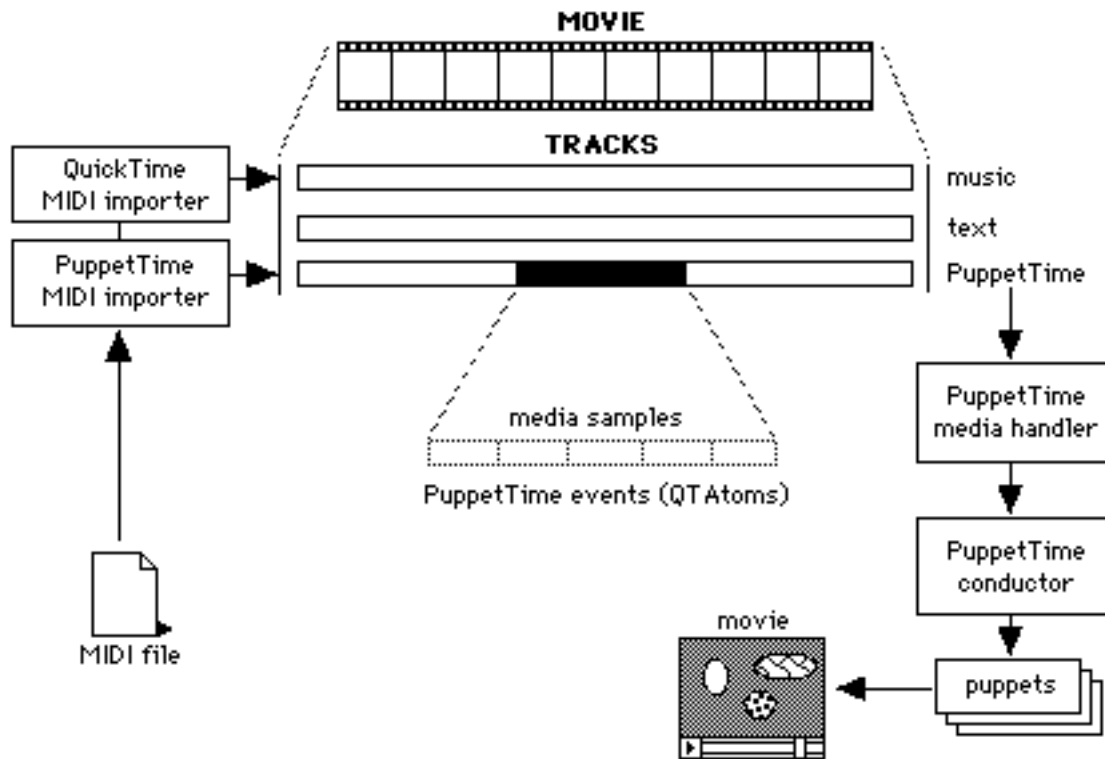 MOVIE
TRACKS
QuickTime
MIDI importer
music
text
PuppetTime
MIDI importer
PuppetTime
PuppetTime
media handler
media samples
PuppetTime events (QTAtoms)
PuppetTime
conductor
MIDI file
movie
puppets